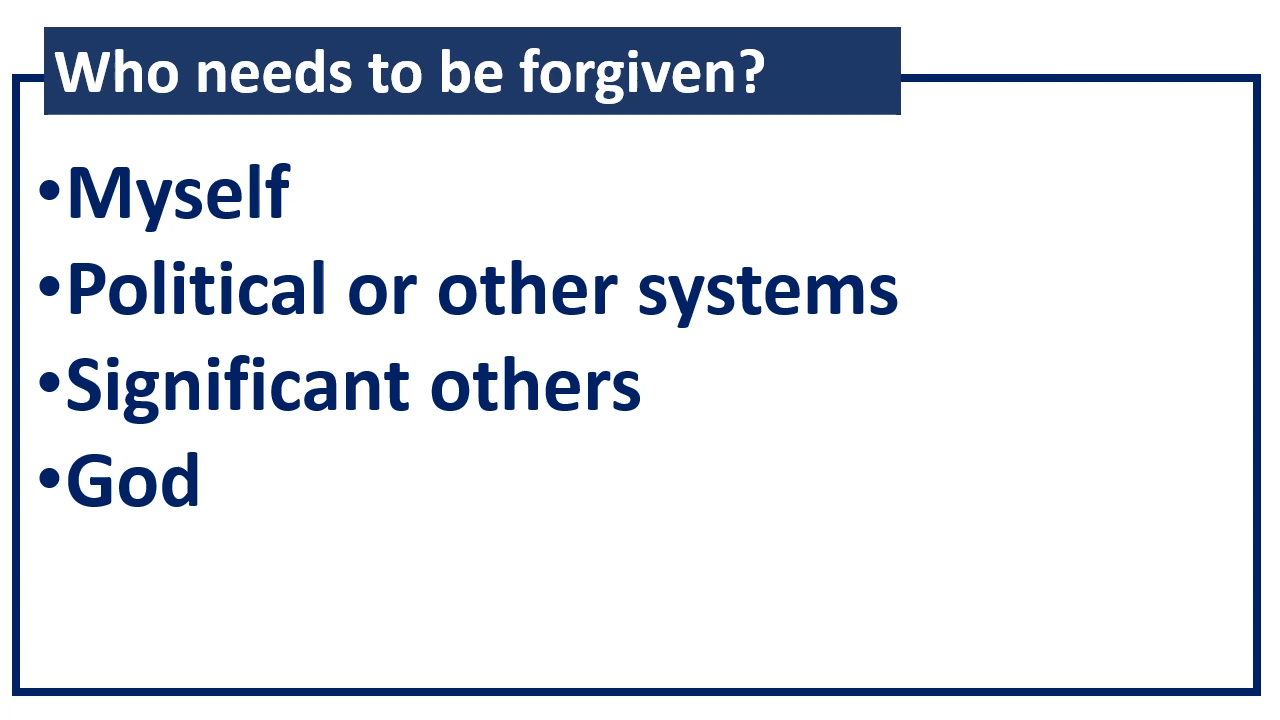 Who needs to be forgiven?
•Myself
•Political or other systems
•Significant others
•God